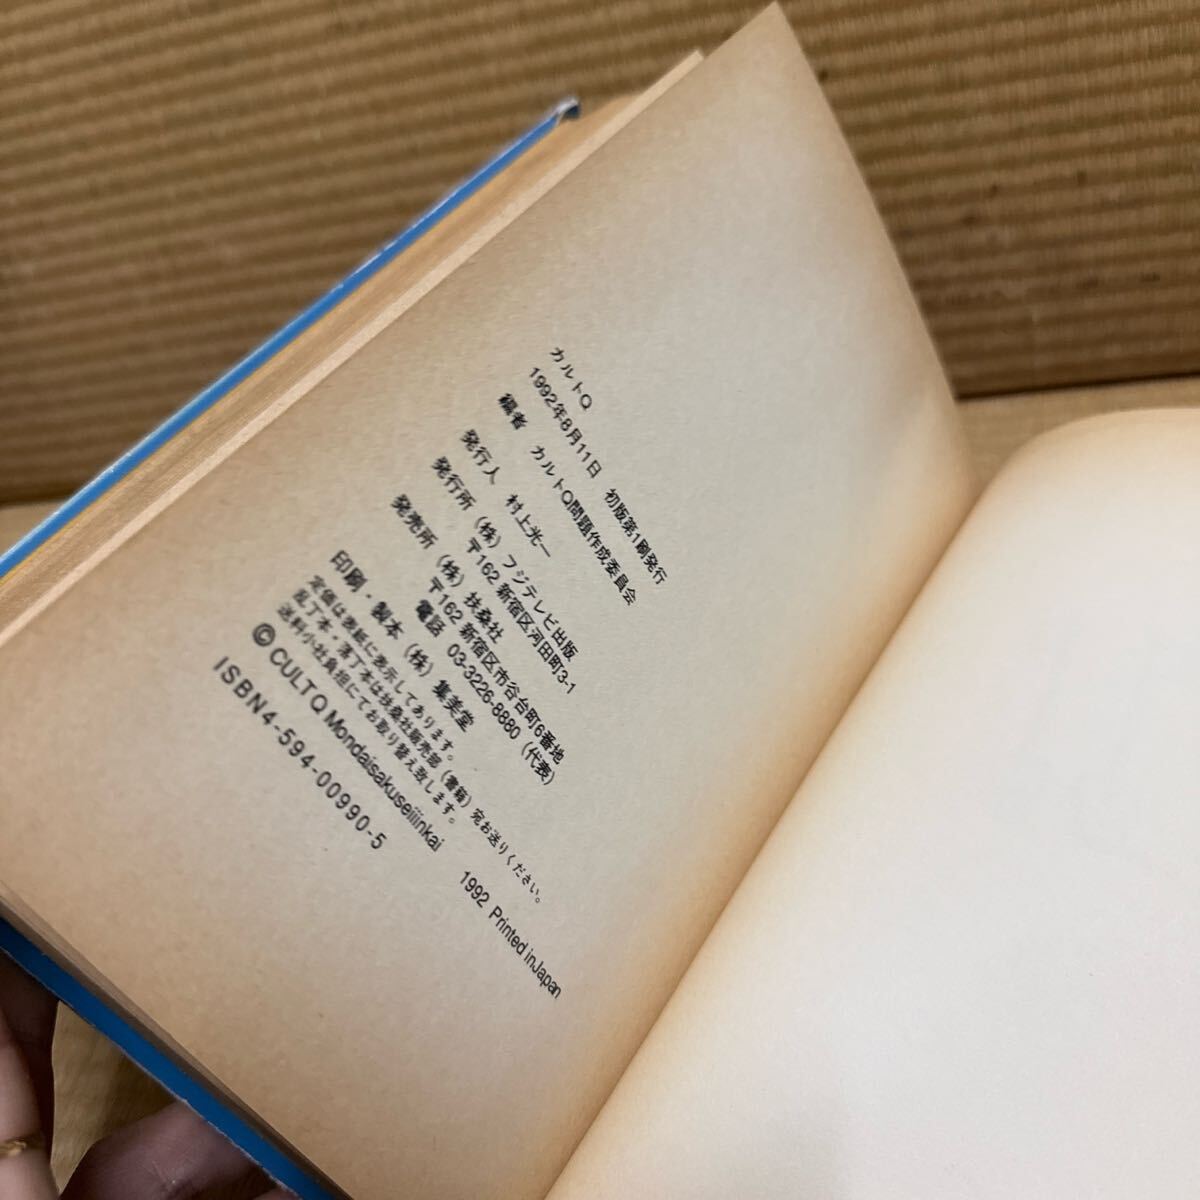 カルトQ
1992年8月11日　初版第1刷発行
編者　カルトQ問題作成委員会
発行人　村上光一
発行所　（株）フジテレビ出版
〒162 新宿区河田町3-1
発売所　（株）扶桑社
〒162 新宿区市谷台町6番地
電話　03-3226-8880（代表）
印刷・製本（株）集美堂
定価は表紙に表示してあります。
乱丁本・落丁本は扶桑社販売部（書籍）宛お送りください。
送料小社負担にてお取り替え致します。
© CULTQ Mondaisakuseiiinkai　1992 Printed inJapan
ISBN4-594-00990-5